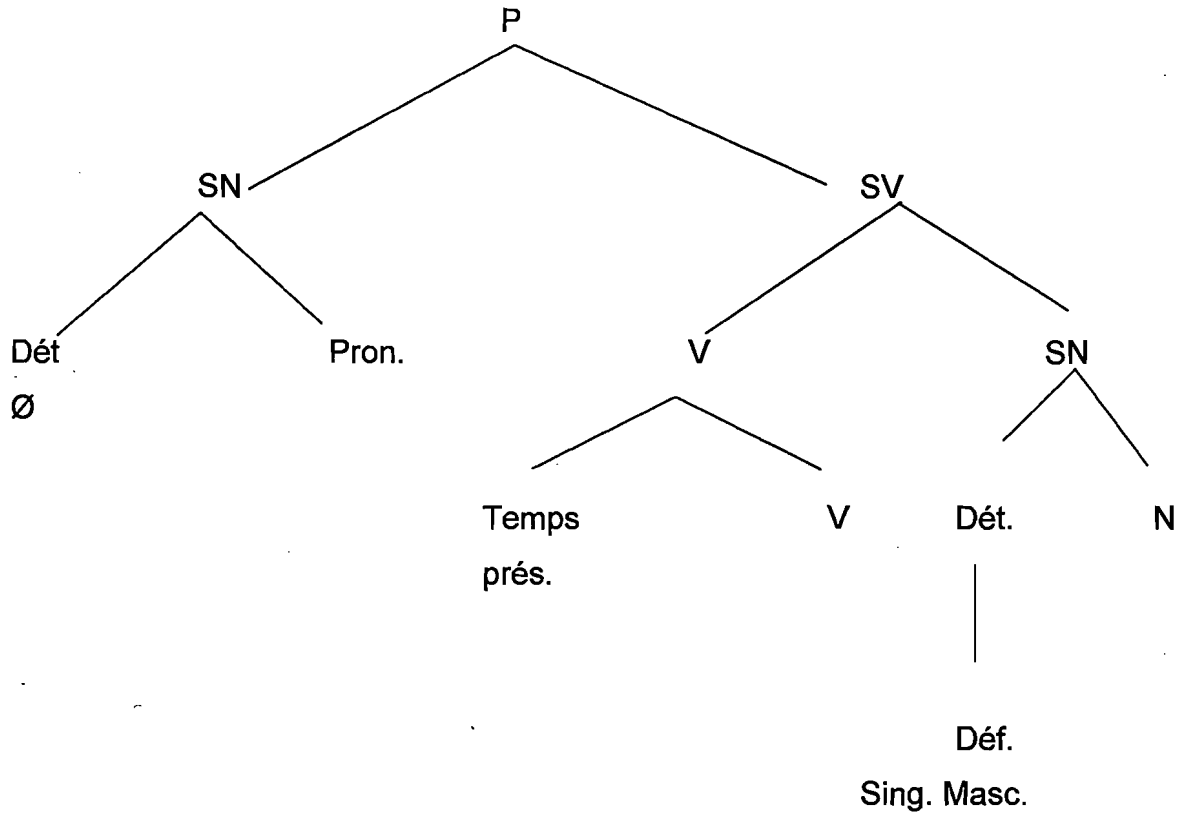 P
SN SV
Dét Pron. V SN
Ø
Temps V Dét. N
prés.
Déf.
Sing. Masc.